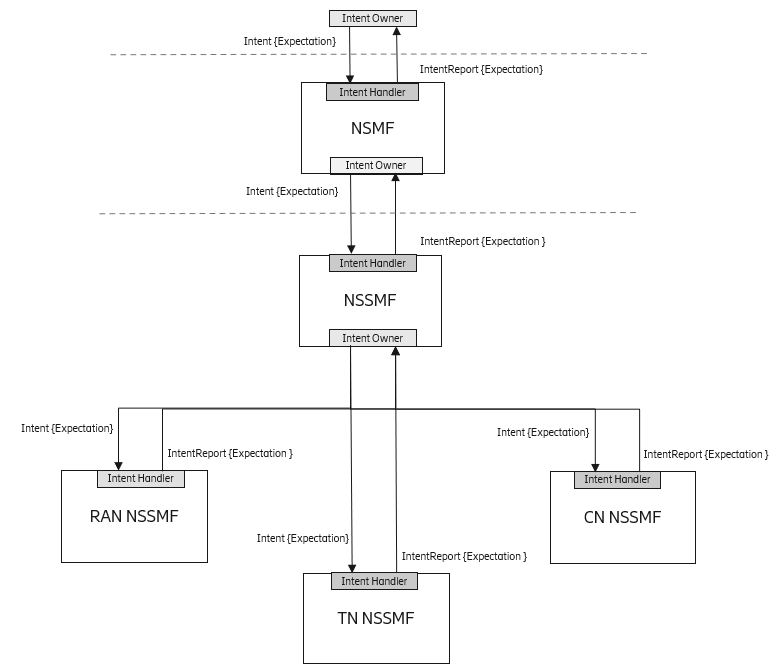 Intent Owner
Intent {Expectation}
IntentReport {Expectation}
Intent Handler
NSMF
Intent Owner
Intent {Expectation}
IntentReport {Expectation }
Intent Handler
NSSMF
Intent Owner
Intent {Expectation}
IntentReport {Expectation }
Intent {Expectation}
IntentReport {Expectation }
Intent Handler
RAN NSSMF
Intent Handler
CN NSSMF
Intent {Expectation}
IntentReport {Expectation }
Intent Handler
TN NSSMF